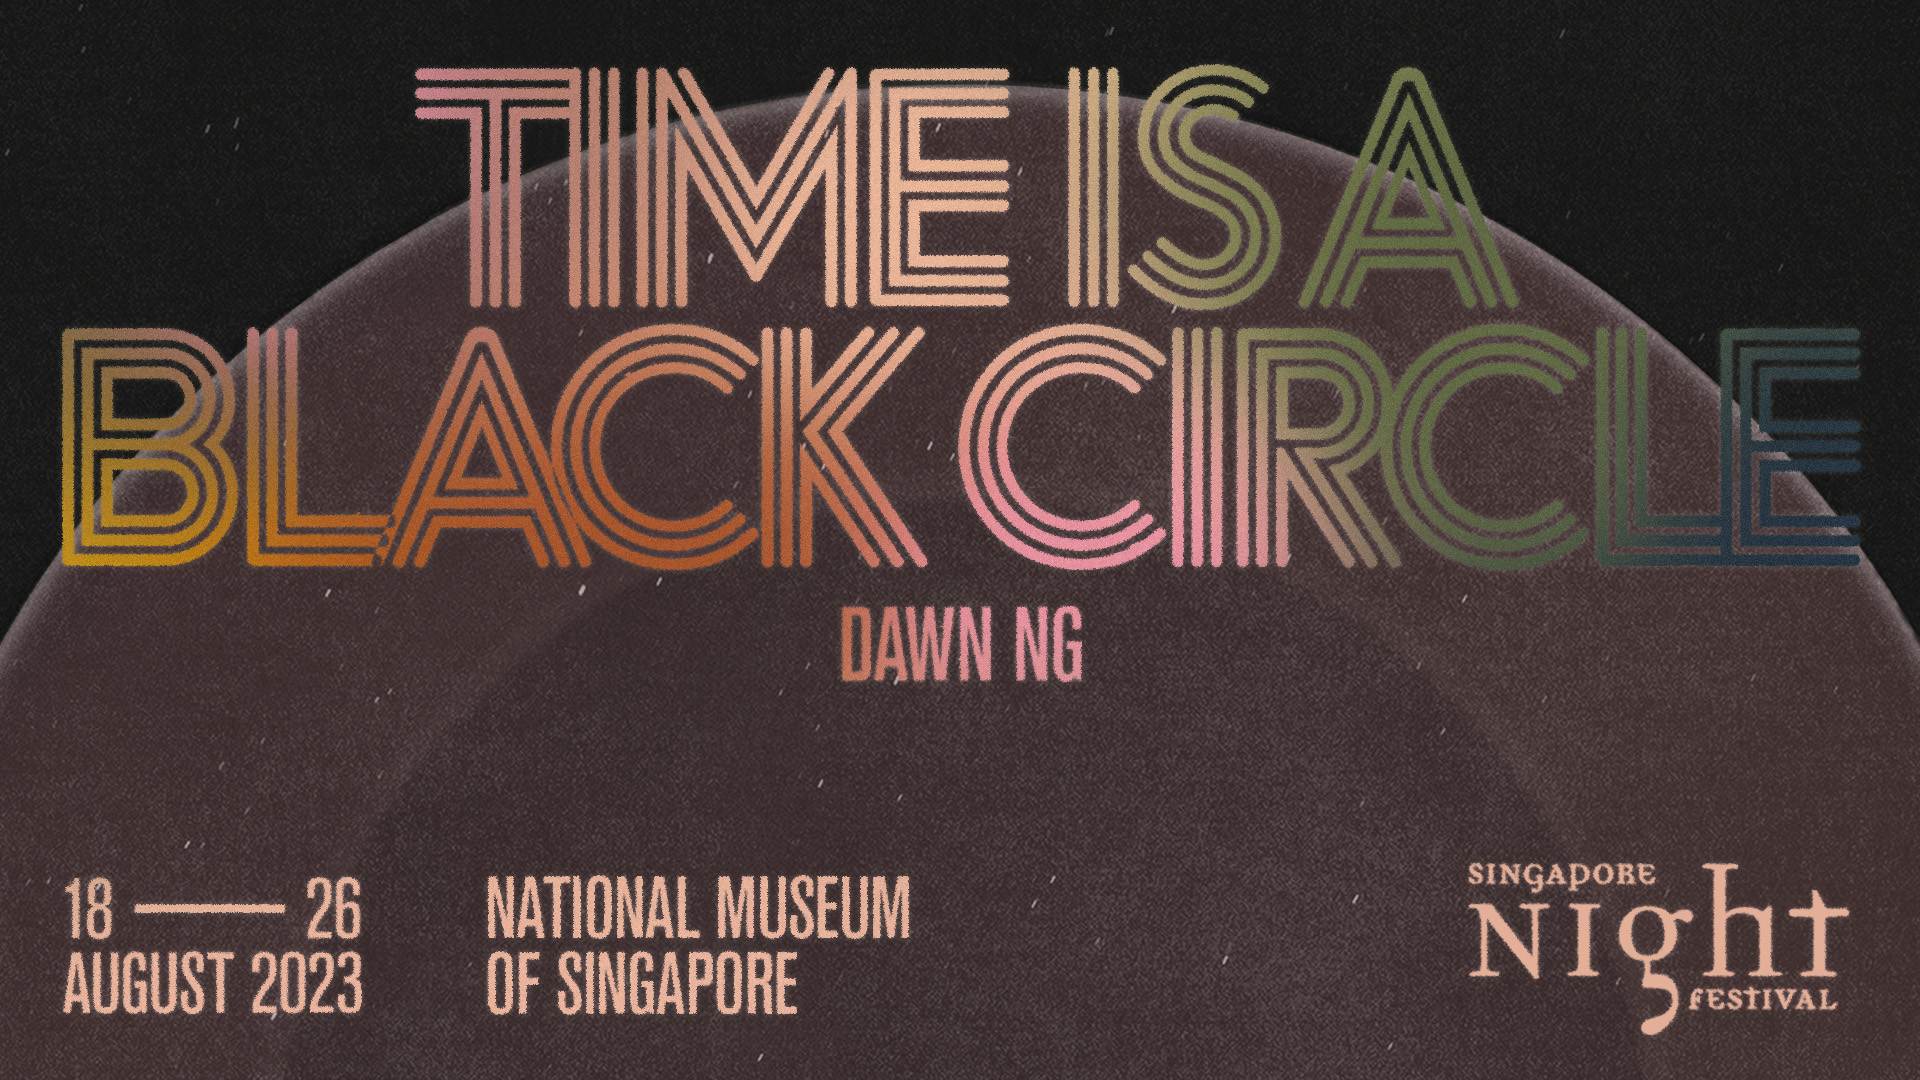 TIME IS A
BLACK CIRCLE
DAWN NG
18 — 26
AUGUST 2023
NATIONAL MUSEUM
OF SINGAPORE
SINGAPORE
NIght
FESTIVAL